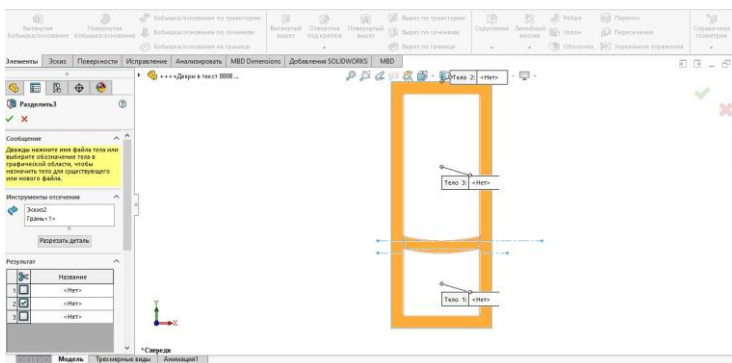 Вытянутая Бобышка/основание
Повернутая Бобышка/основание
Бобышка/основание по траектории
Бобышка/основание по сечениям
Бобышка/основание на границе
Вытянутый вырез
Отверстие под крепеж
Повернутый вырез
Вырез по траектории
Вырез по сечениям
Вырез по границе
Скругление
Линейный массив
Ребро
Уклон
Оболочка
Перенос
Пересечение
Зеркальное отражение
Справочная геометрия
Элементы Эскиз Поверхности Исправление Анализировать MBD Dimensions Добавления SOLIDWORKS MBD
Разделить3
Сообщение
Дважды нажмите имя файла тела или
выберите обозначение тела в
графической области, чтобы
назначить тело для существующего
или нового файла.
Инструменты отсечения
Эскиз2
Грань<1>
Разрезать деталь
Результат
Название
1 <Нет>
2 <Нет>
3 <Нет>
Тело 2: <Нет>
Тело 3: <Нет>
Тело 1: <Нет>
Y
X
*Спереди
Модель Трехмерные виды Анимация1